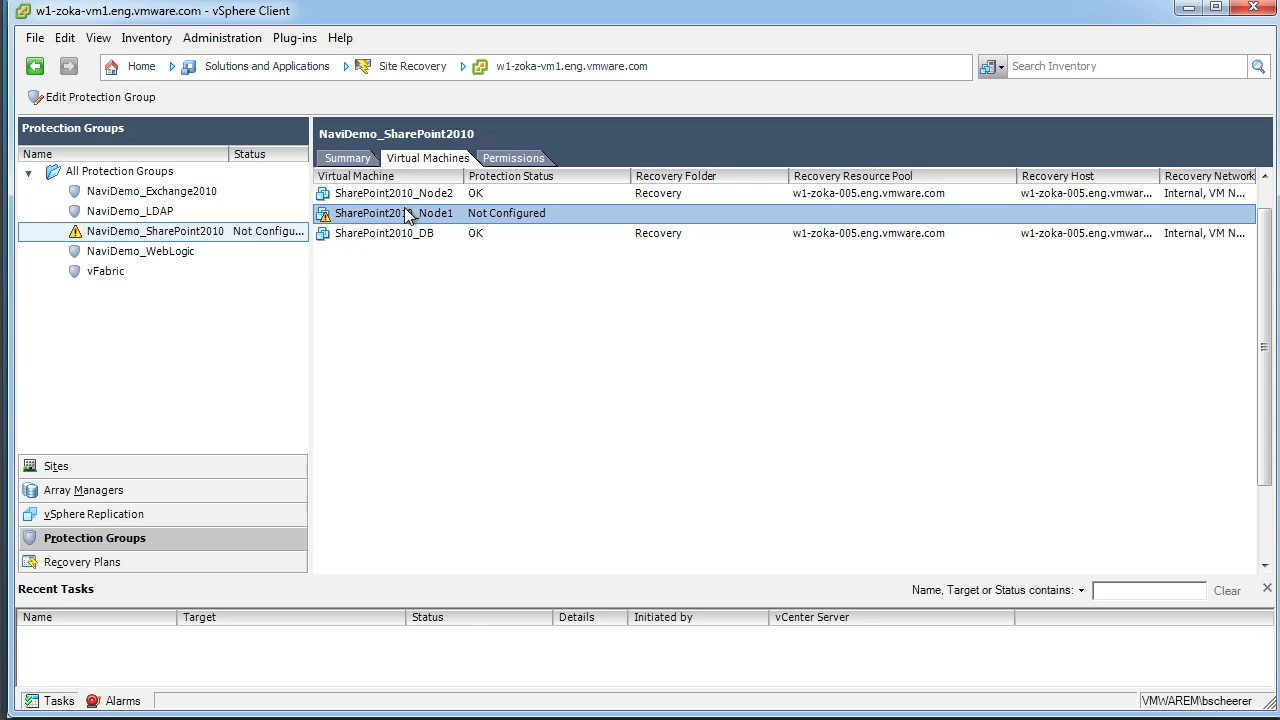 w1-zoka-vm1.eng.vmware.com - vSphere Client
File Edit View Inventory Administration Plug-ins Help
Home Solutions and Applications Site Recovery w1-zoka-vm1.eng.vmware.com Search Inventory
Edit Protection Group
Protection Groups
Name Status
All Protection Groups
NaviDemo_Exchange2010
NaviDemo_LDAP
NaviDemo_SharePoint2010 Not Configu...
NaviDemo_WebLogic
vFabric
Sites
Array Managers
vSphere Replication
Protection Groups
Recovery Plans
NaviDemo_SharePoint2010
Summary Virtual Machines Permissions
Virtual Machine Protection Status Recovery Folder Recovery Resource Pool Recovery Host Recovery Network
SharePoint2010_Node2 OK Recovery w1-zoka-005.eng.vmware.com w1-zoka-005.eng.vmwar... Internal, VM N...
SharePoint2010_Node1 Not Configured
SharePoint2010_DB OK Recovery w1-zoka-005.eng.vmware.com w1-zoka-005.eng.vmwar... Internal, VM N...
Recent Tasks Name, Target or Status contains: Clear
Name Target Status Details Initiated by vCenter Server
Tasks Alarms VMWAREM\bscheerer